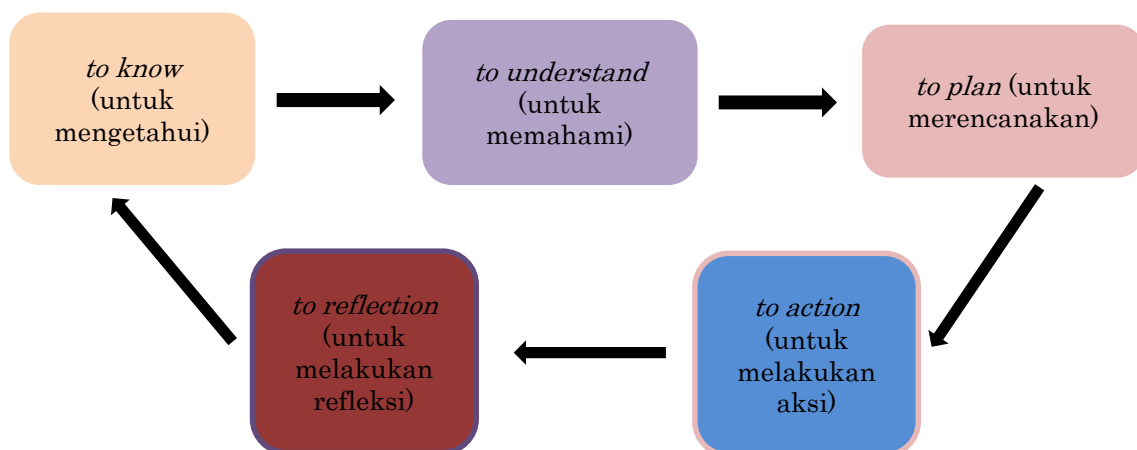 to know
(untuk
mengetahui)
to understand
(untuk
memahami)
to plan (untuk
merencanakan)
to action
(untuk
melakukan
aksi)
to reflection
(untuk
melakukan
refleksi)